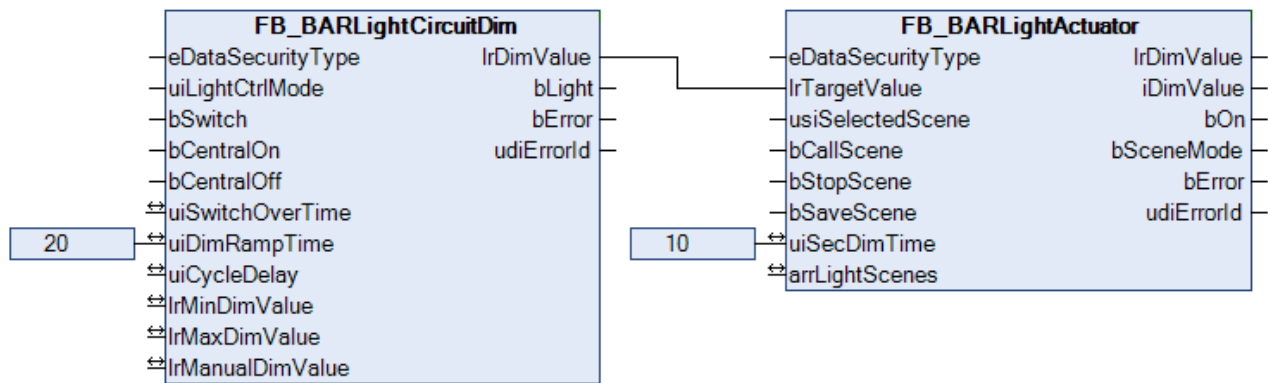 FB_BARLightCircuitDim
eDataSecurityType lrDimValue
uiLightCtrlMode bLight
bSwitch bError
bCentralOn udiErrorId
bCentralOff
uiSwitchOverTime
20 uiDimRampTime
uiCycleDelay
lrMinDimValue
lrMaxDimValue
lrManualDimValue
FB_BARLightActuator
eDataSecurityType lrDimValue
lrTargetValue iDimValue
usiSelectedScene bOn
bCallScene bSceneMode
bStopScene bError
bSaveScene udiErrorId
10 uiSecDimTime
arrLightScenes